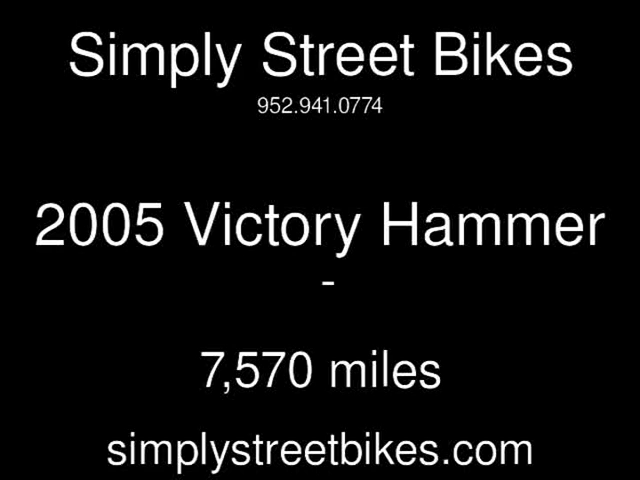 Simply Street Bikes
952.941.0774
2005 Victory Hammer
-
7,570 miles
simplystreetbikes.com